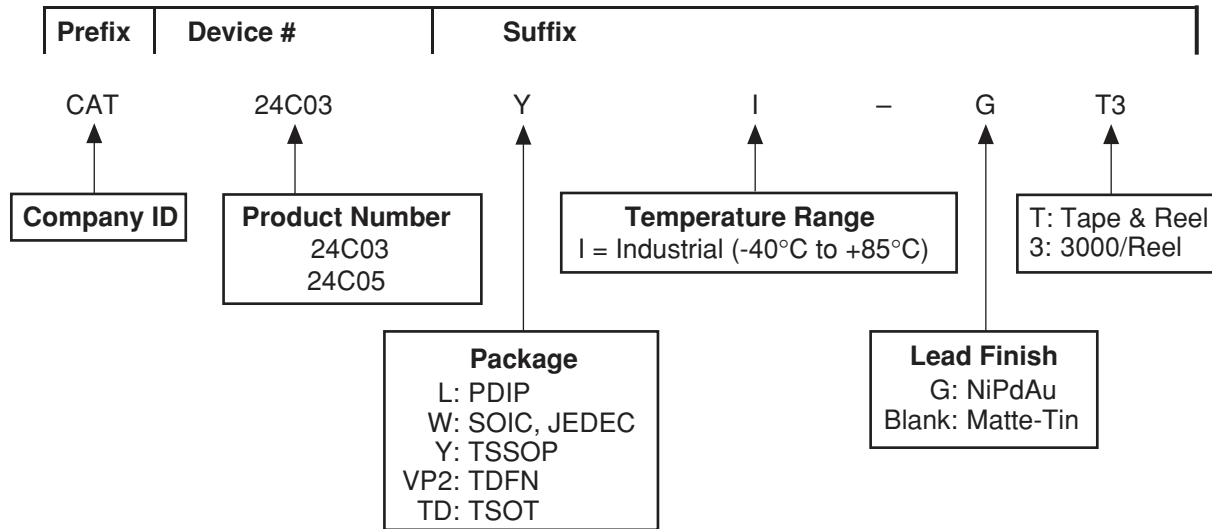 Prefix Device # Suffix
CAT 24C03 Y I – G T3
Company ID
Product Number
24C03
24C05
Temperature Range
I = Industrial (-40°C to +85°C)
T: Tape & Reel
3: 3000/Reel
Package
L: PDIP
W: SOIC, JEDEC
Y: TSSOP
VP2: TDFN
TD: TSOT
Lead Finish
G: NiPdAu
Blank: Matte-Tin